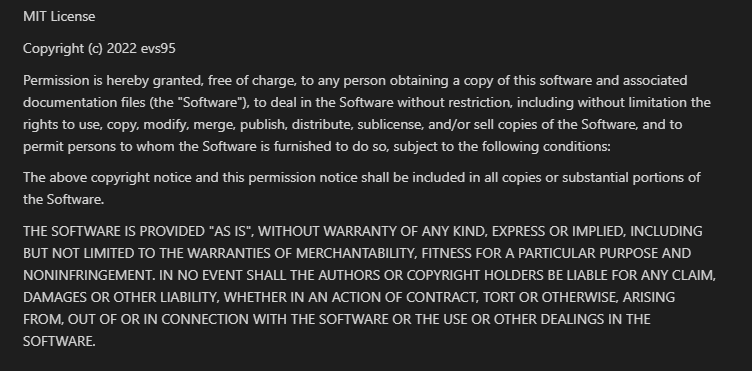 MIT License
Copyright (c) 2022 evs95
Permission is hereby granted, free of charge, to any person obtaining a copy of this software and associated
documentation files (the "Software"), to deal in the Software without restriction, including without limitation the
rights to use, copy, modify, merge, publish, distribute, sublicense, and/or sell copies of the Software, and to
permit persons to whom the Software is furnished to do so, subject to the following conditions:
The above copyright notice and this permission notice shall be included in all copies or substantial portions of
the Software.
THE SOFTWARE IS PROVIDED "AS IS", WITHOUT WARRANTY OF ANY KIND, EXPRESS OR IMPLIED, INCLUDING
BUT NOT LIMITED TO THE WARRANTIES OF MERCHANTABILITY, FITNESS FOR A PARTICULAR PURPOSE AND
NONINFRINGEMENT. IN NO EVENT SHALL THE AUTHORS OR COPYRIGHT HOLDERS BE LIABLE FOR ANY CLAIM,
DAMAGES OR OTHER LIABILITY, WHETHER IN AN ACTION OF CONTRACT, TORT OR OTHERWISE, ARISING
FROM, OUT OF OR IN CONNECTION WITH THE SOFTWARE OR THE USE OR OTHER DEALINGS IN THE
SOFTWARE.